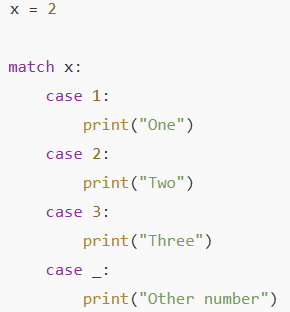 x = 2

match x:
    case 1:
        print("One")
    case 2:
        print("Two")
    case 3:
        print("Three")
    case _:
        print("Other number")